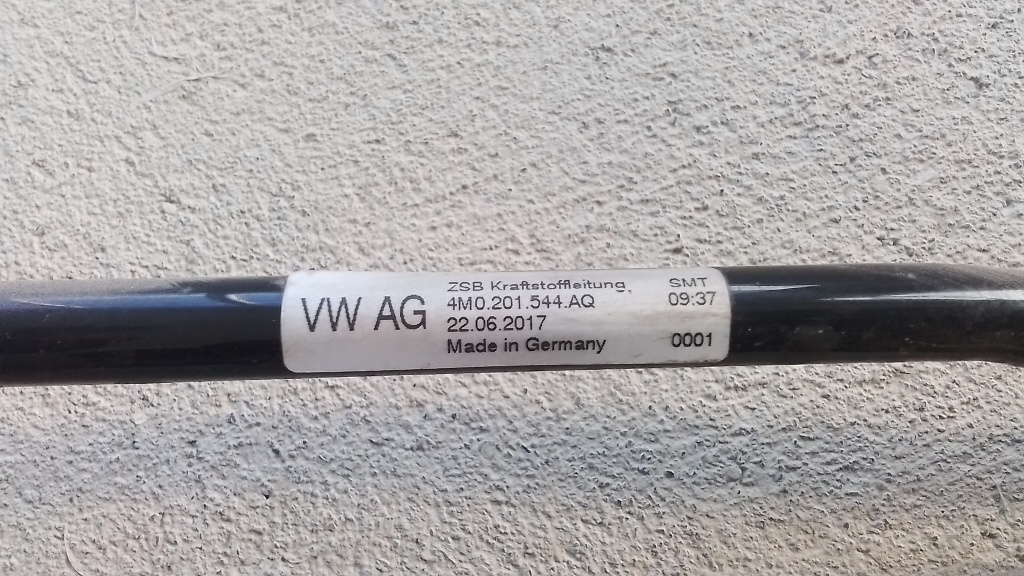 VW AG
ZSB Kraftstoffleitung, SMT
4M0.201.544.AQ 09:37
22.06.2017
Made in Germany 0001